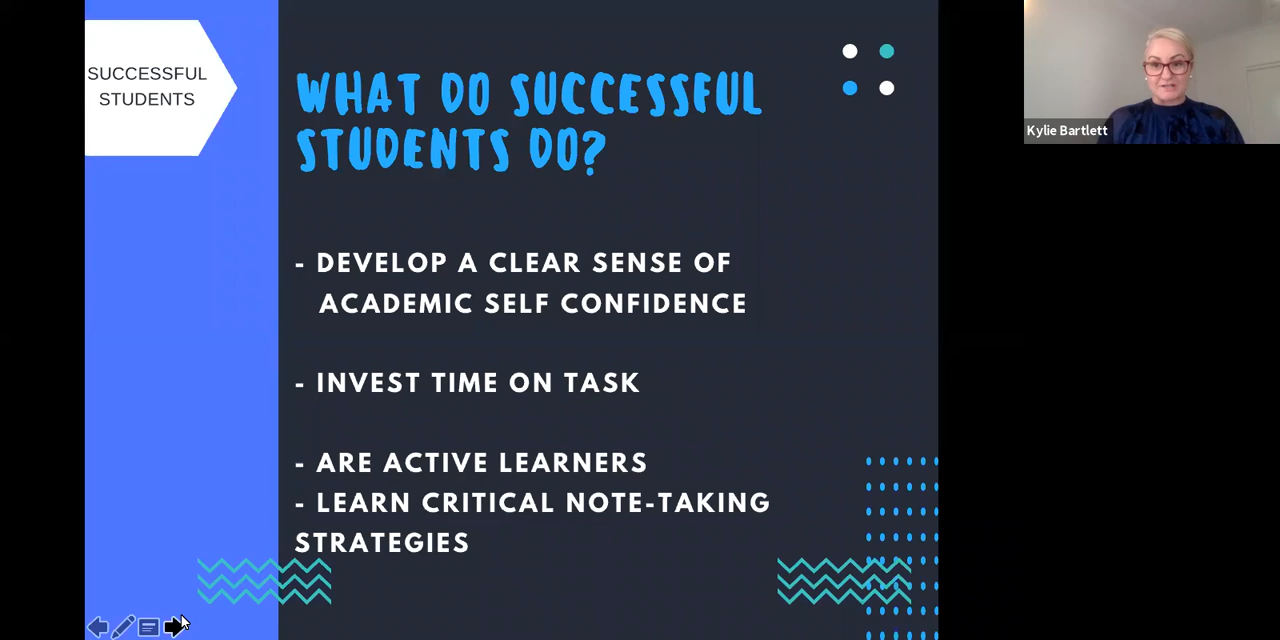 SUCCESSFUL
STUDENTS
WHAT DO SUCCESSFUL
STUDENTS DO?
- DEVELOP A CLEAR SENSE OF
ACADEMIC SELF CONFIDENCE
- INVEST TIME ON TASK
- ARE ACTIVE LEARNERS
- LEARN CRITICAL NOTE-TAKING
STRATEGIES
Kylie Bartlett